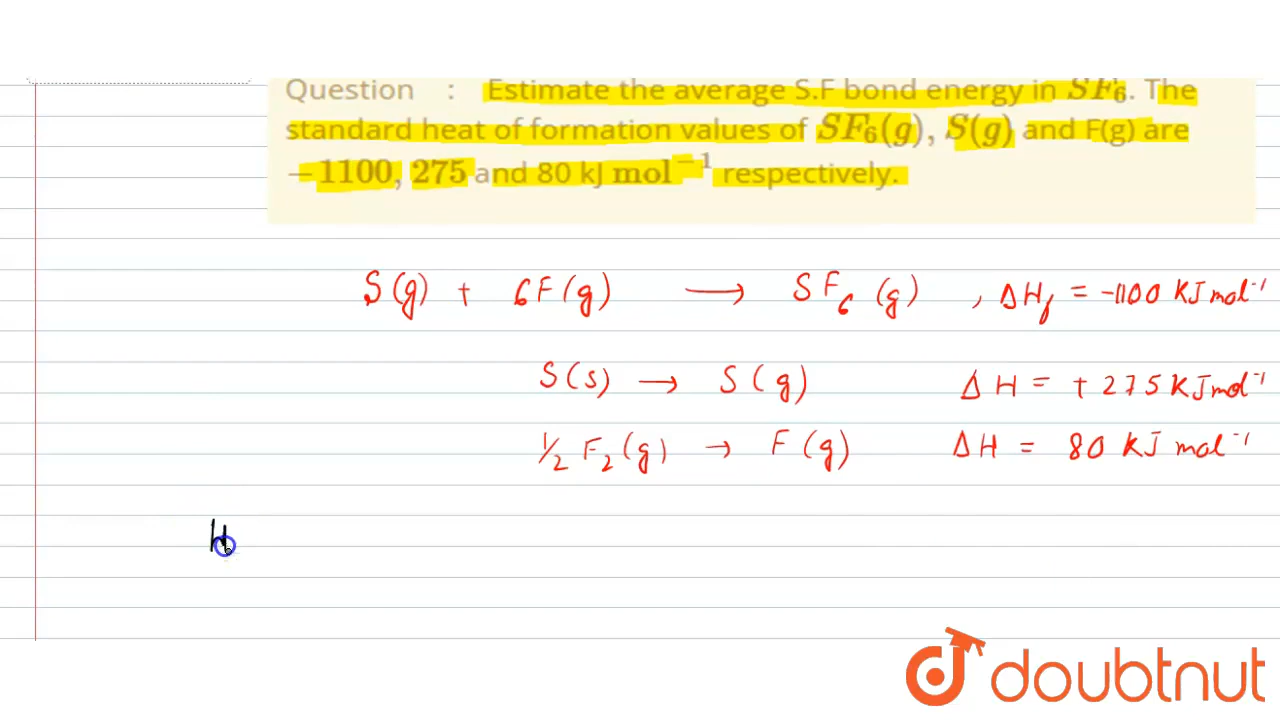 Question : Estimate the average S.F bond energy in SF₆. The
standard heat of formation values of SF₆(g), S(g) and F(g) are
−1100, 275 and 80 kJ mol⁻¹ respectively.
S(g) + 6F(g) → SF₆(g) , ΔHf = -1100 KJ mol⁻¹
S(s) → S(g) ΔH = +275 KJ mol⁻¹
1/2 F₂(g) → F(g) ΔH = 80 KJ mol⁻¹
H
doubtnut